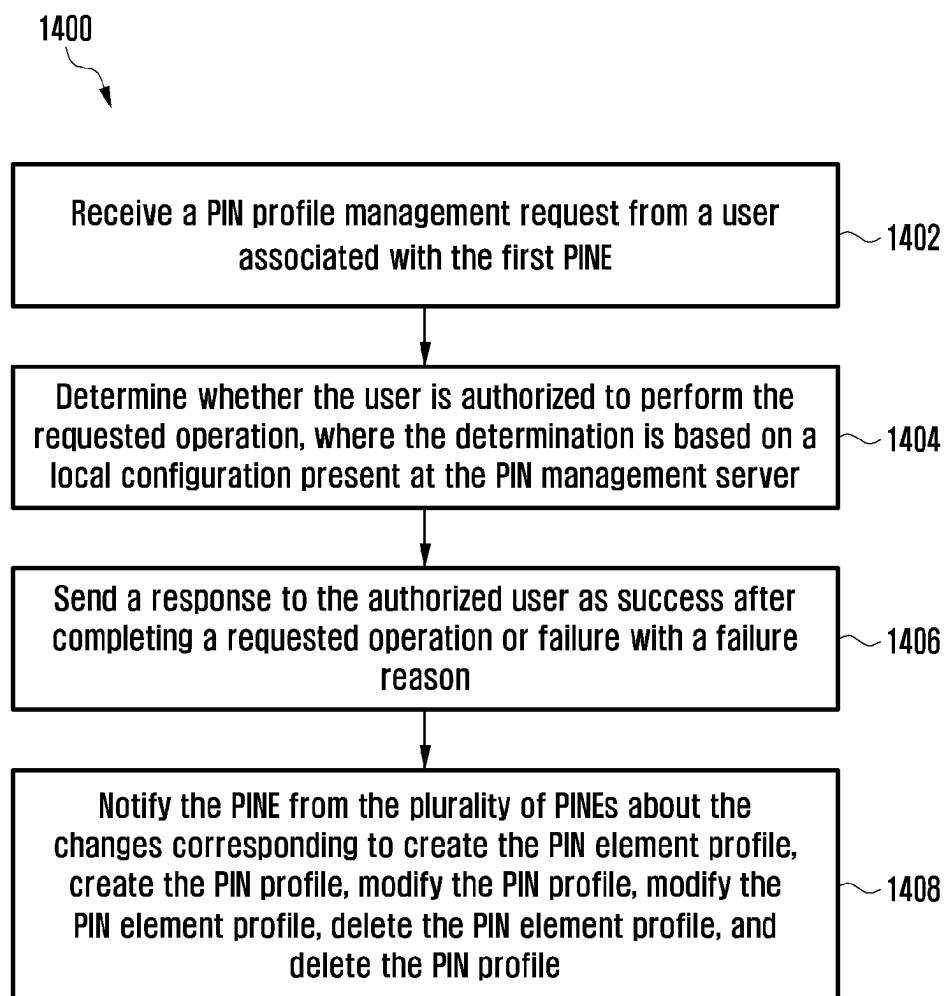 1400
Receive a PIN profile management request from a user
associated with the first PINE
1402
Determine whether the user is authorized to perform the
requested operation, where the determination is based on a
local configuration present at the PIN management server
1404
Send a response to the authorized user as success after
completing a requested operation or failure with a failure
reason
1406
Notify the PINE from the plurality of PINEs about the
changes corresponding to create the PIN element profile,
create the PIN profile, modify the PIN profile, modify the
PIN element profile, delete the PIN element profile, and
delete the PIN profile
1408